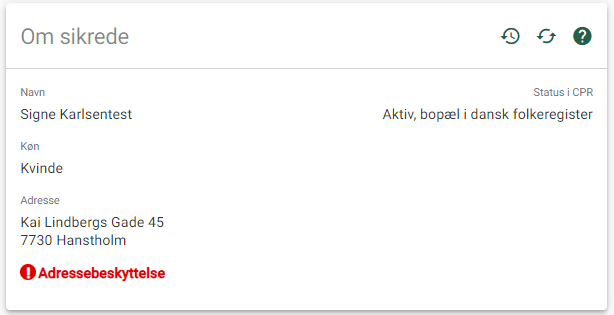 Om sikrede
Navn
Signe Karlsentest
Status i CPR
Aktiv, bopæl i dansk folkeregister
Køn
Kvinde
Adresse
Kai Lindbergs Gade 45
7730 Hanstholm
Adressebeskyttelse